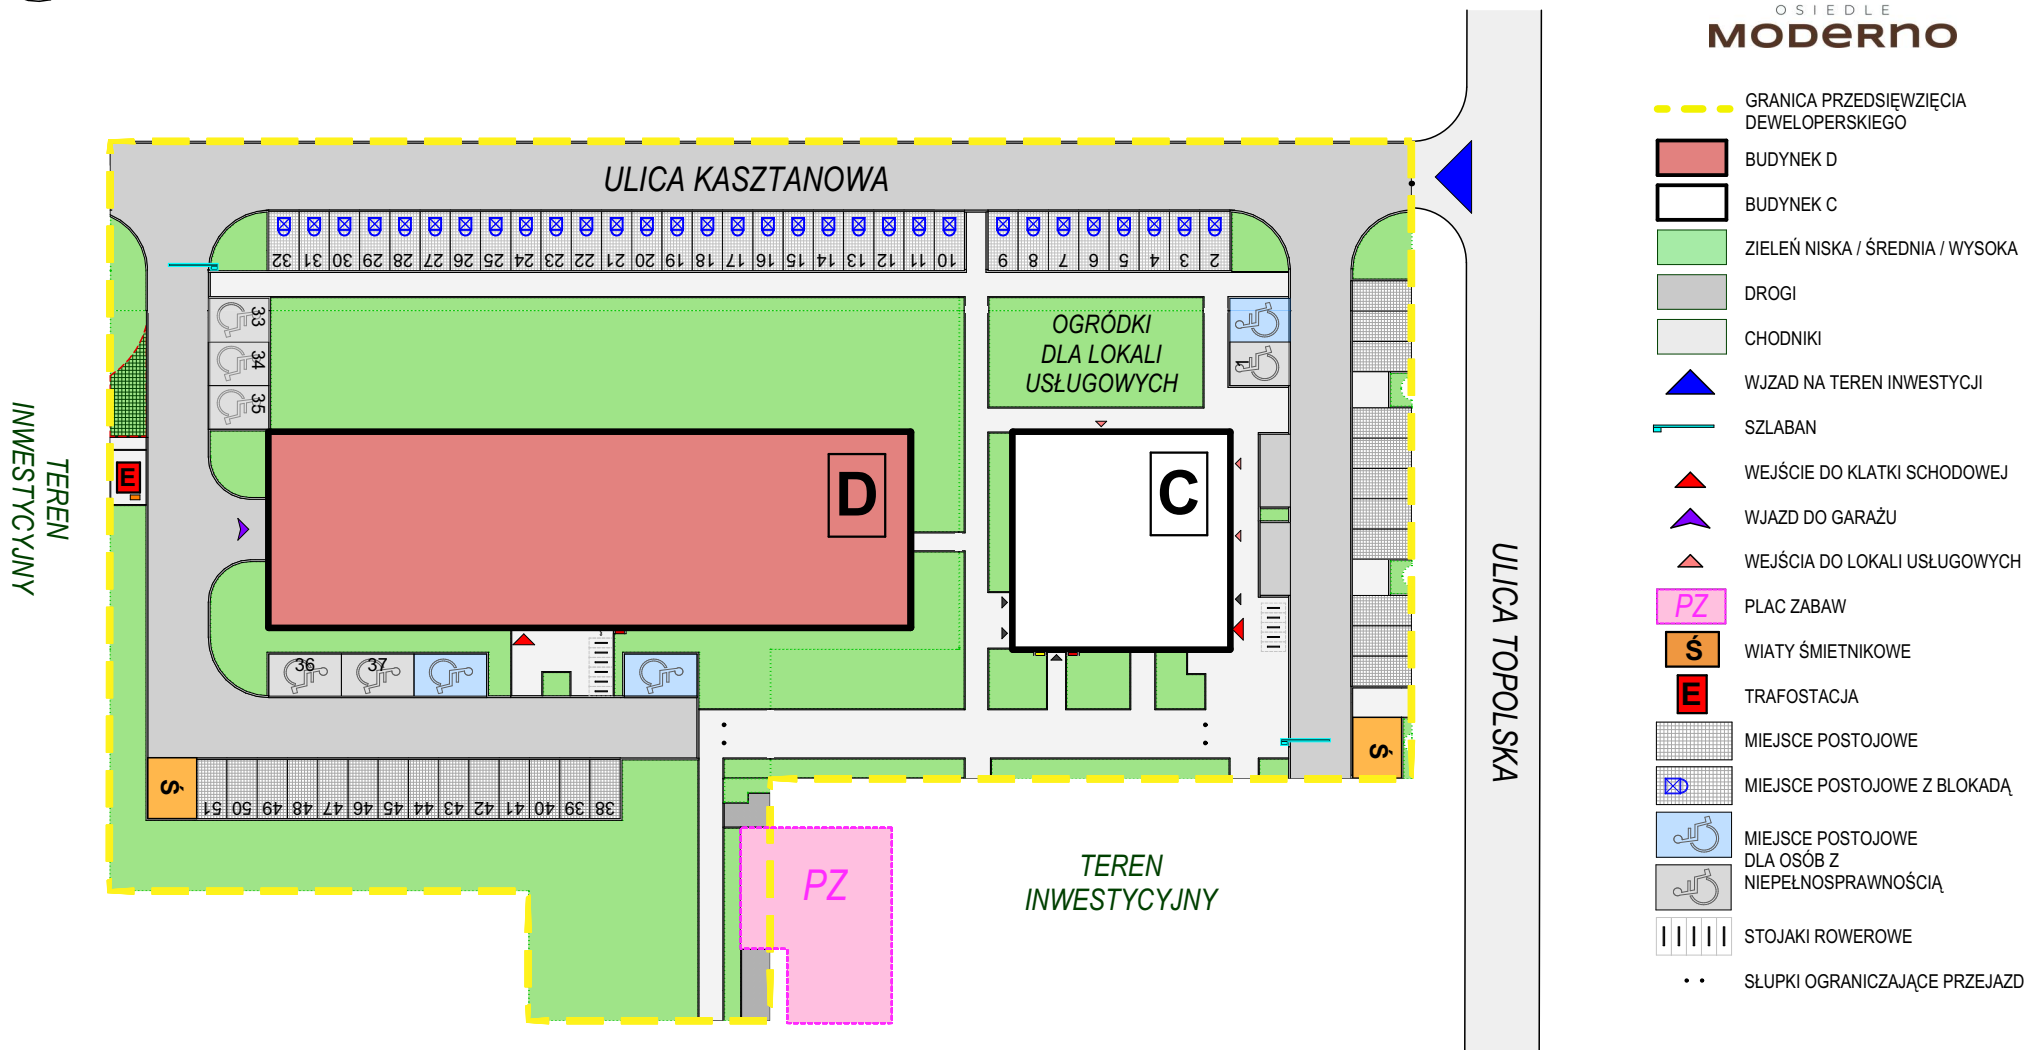 OSIEDLE
MODERNO
GRANICA PRZEDSIĘWZIĘCIA
DEWELOPERSKIEGO
BUDYNEK D
BUDYNEK C
ZIELEŃ NISKA / ŚREDNIA / WYSOKA
DROGI
CHODNIKI
WJZAD NA TEREN INWESTYCJI
SZLABAN
WEJŚCIE DO KLATKI SCHODOWEJ
WJAZD DO GARAŻU
WEJŚCIA DO LOKALI USŁUGOWYCH
PZ PLAC ZABAW
Ś WIATY ŚMIETNIKOWE
E TRAFOSTACJA
MIEJSCE POSTOJOWE
MIEJSCE POSTOJOWE Z BLOKADĄ
MIEJSCE POSTOJOWE
DLA OSÓB Z
NIEPEŁNOSPRAWNOŚCIĄ
STOJAKI ROWEROWE
SŁUPKI OGRANICZAJĄCE PRZEJAZD
ULICA KASZTANOWA
32 31 30 29 28 27 26 25 24 23 22 21 20 19 18 17 16 15 14 13 12 11 10 9 8 7 6 5 4 3 2
33
34
35
1
OGRÓDKI
DLA LOKALI
USŁUGOWYCH
D
C
E
TEREN
INWESTYCYJNY
ULICA TOPOLSKA
36 37
Ś
51 50 49 48 47 46 45 44 43 42 41 40 39 38
Ś
PZ
TEREN
INWESTYCYJNY